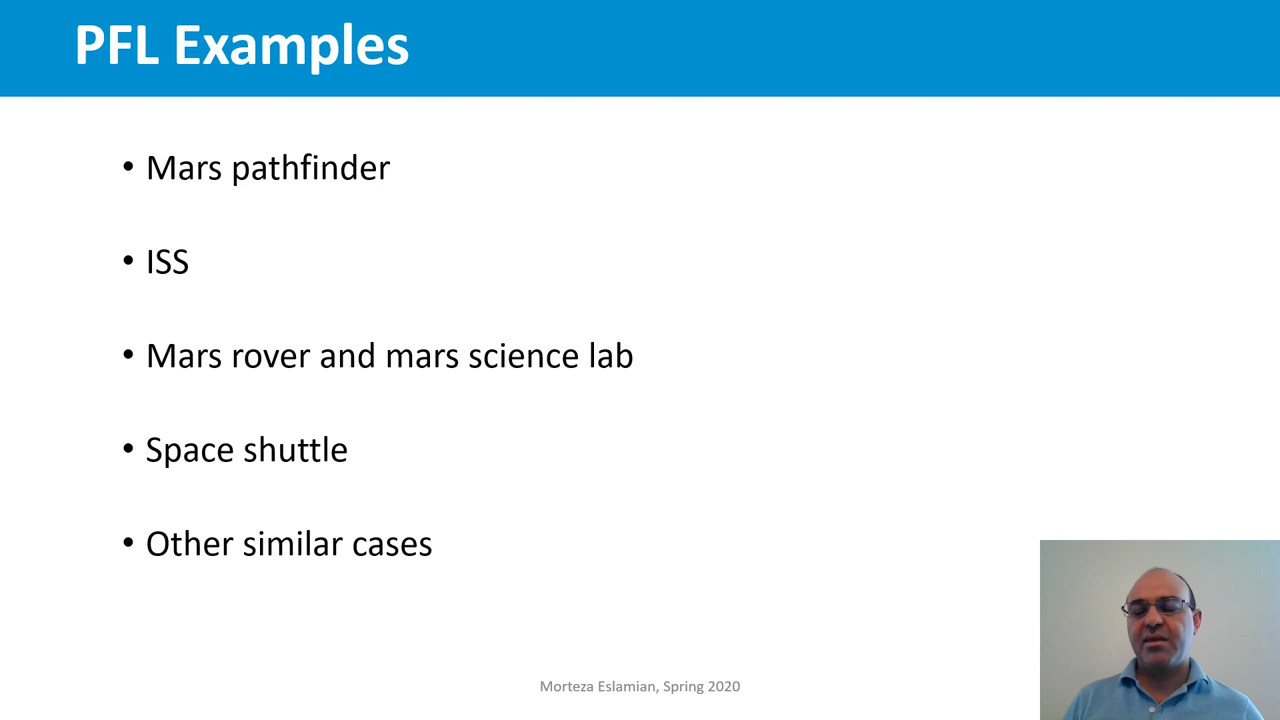 PFL Examples
• Mars pathfinder
• ISS
• Mars rover and mars science lab
• Space shuttle
• Other similar cases
Morteza Eslamian, Spring 2020